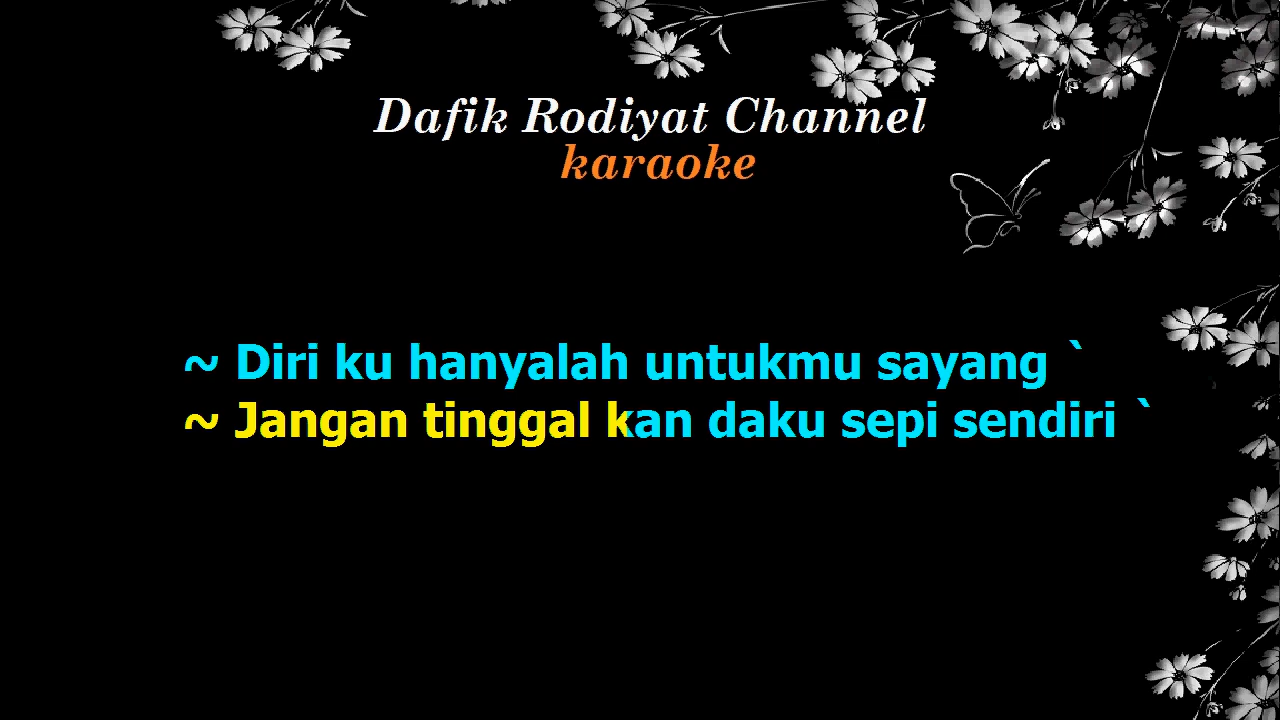 Dafik Rodiyat Channel
karaoke
~ Diri ku hanyalah untukmu sayang `
~ Jangan tinggal kan daku sepi sendiri `